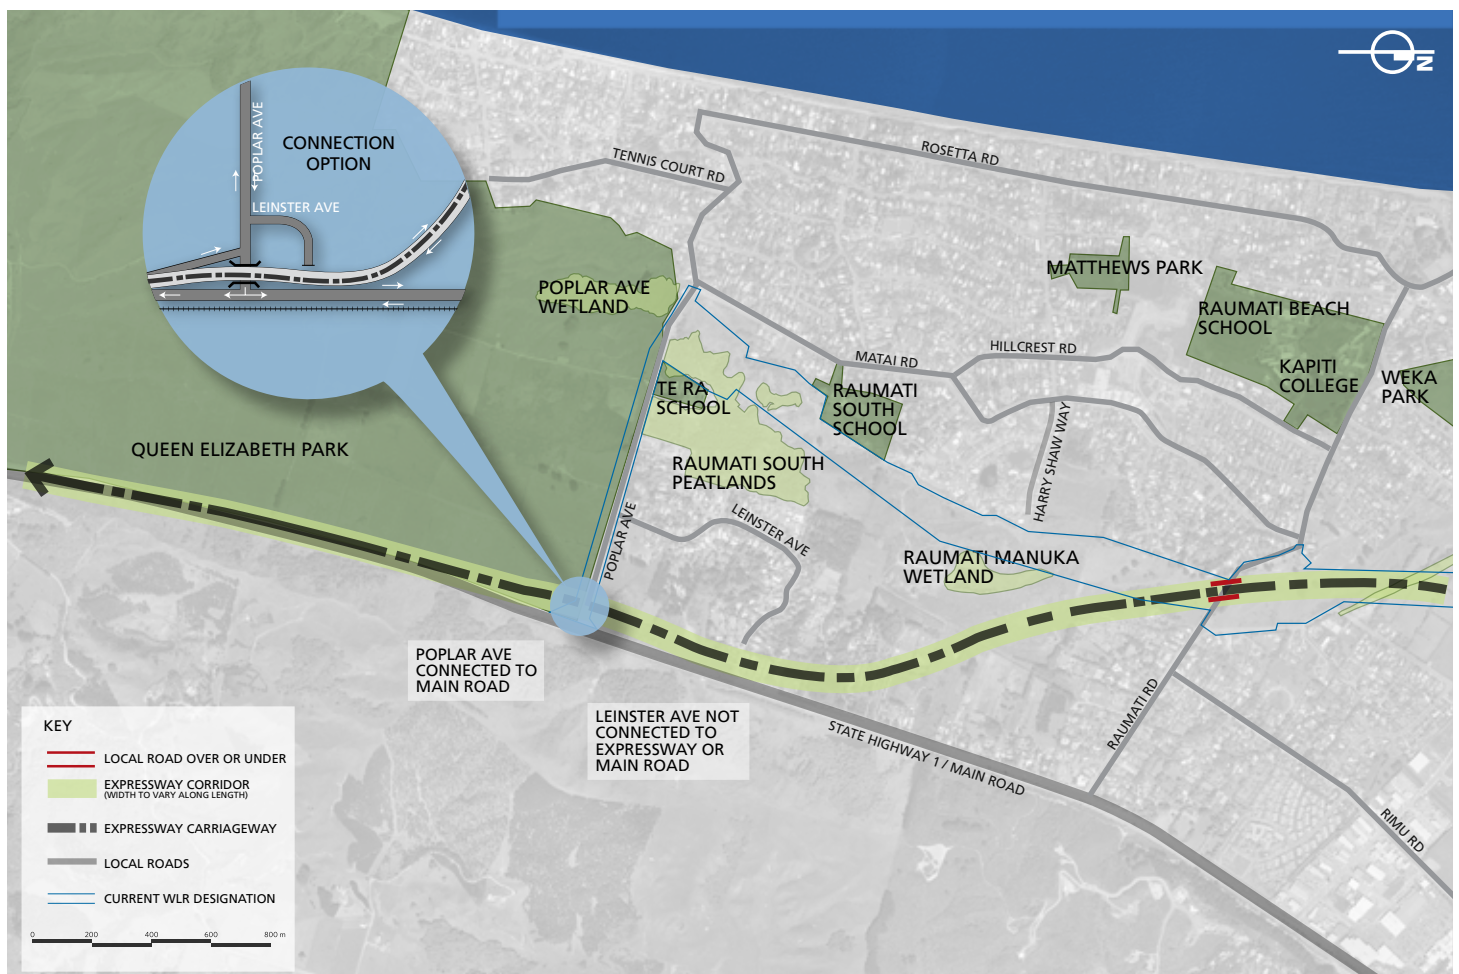 N
POPLAR AVE
CONNECTION
OPTION
LEINSTER AVE
TENNIS COURT RD
ROSETTA RD
MATTHEWS PARK
POPLAR AVE
WETLAND
RAUMATI BEACH
SCHOOL
HILLCREST RD
MATAI RD
KAPITI
COLLEGE
WEKA
PARK
TE RA
SCHOOL
RAUMATI
SOUTH
SCHOOL
HARRY SHAW WAY
QUEEN ELIZABETH PARK
RAUMATI SOUTH
PEATLANDS
LEINSTER AVE
POPLAR AVE
RAUMATI MANUKA
WETLAND
POPLAR AVE
CONNECTED TO
MAIN ROAD
LEINSTER AVE NOT
CONNECTED TO
EXPRESSWAY OR
MAIN ROAD
STATE HIGHWAY 1 / MAIN ROAD
RAUMATI RD
RIMU RD
KEY
LOCAL ROAD OVER OR UNDER
EXPRESSWAY CORRIDOR
(WIDTH TO VARY ALONG LENGTH)
EXPRESSWAY CARRIAGEWAY
LOCAL ROADS
CURRENT WLR DESIGNATION
0 200 400 600 800 m